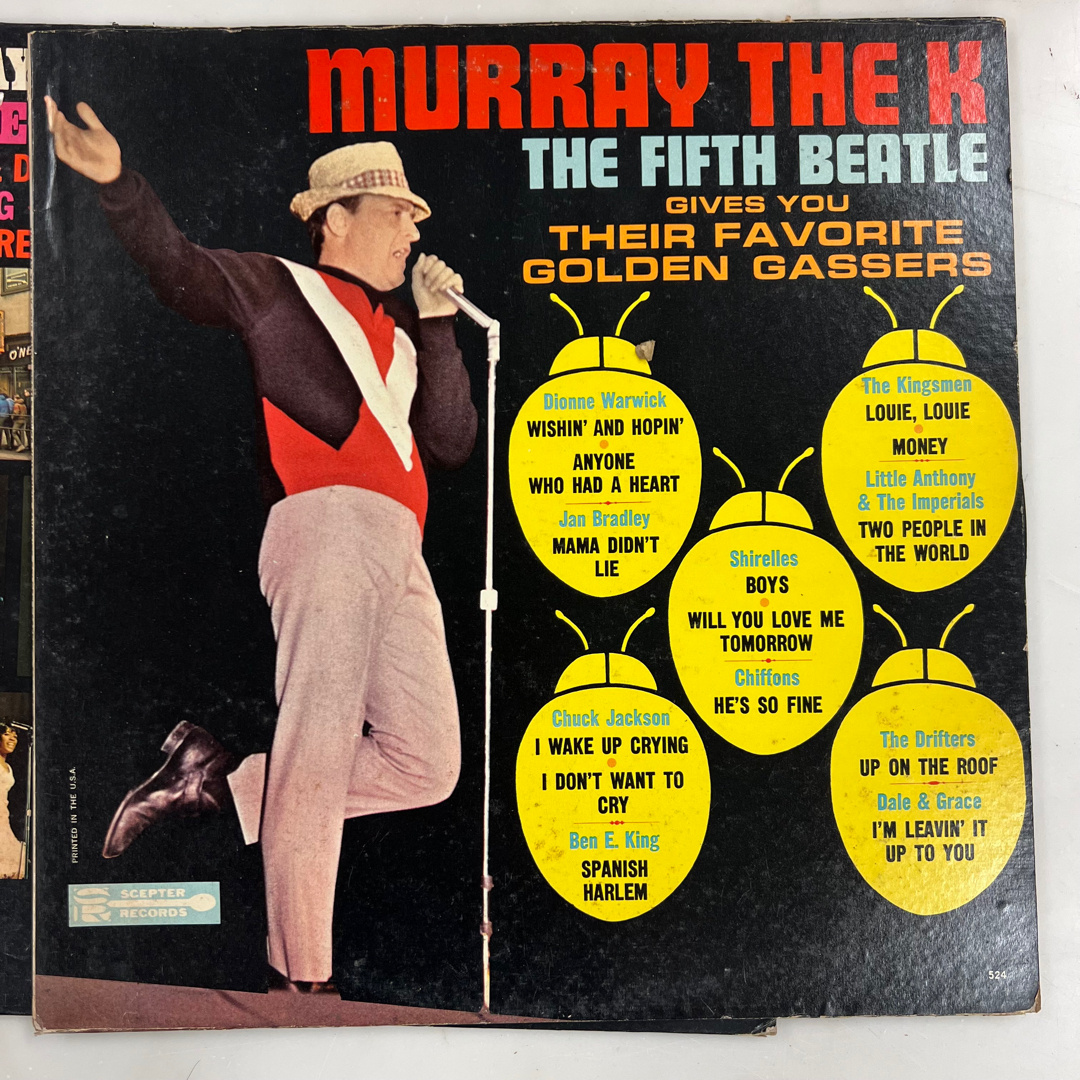 MURRAY THE K
THE FIFTH BEATLE
GIVES YOU
THEIR FAVORITE
GOLDEN GASSERS
Dionne Warwick
WISHIN' AND HOPIN'
ANYONE
WHO HAD A HEART
Jan Bradley
MAMA DIDN'T
LIE
The Kingsmen
LOUIE, LOUIE
MONEY
Little Anthony
& The Imperials
TWO PEOPLE IN
THE WORLD
Shirelles
BOYS
WILL YOU LOVE ME
TOMORROW
Chiffons
HE'S SO FINE
Chuck Jackson
I WAKE UP CRYING
I DON'T WANT TO
CRY
Ben E. King
SPANISH
HARLEM
The Drifters
UP ON THE ROOF
Dale & Grace
I'M LEAVIN' IT
UP TO YOU
PRINTED IN THE U.S.A.
SR SCEPTER
RECORDS
524